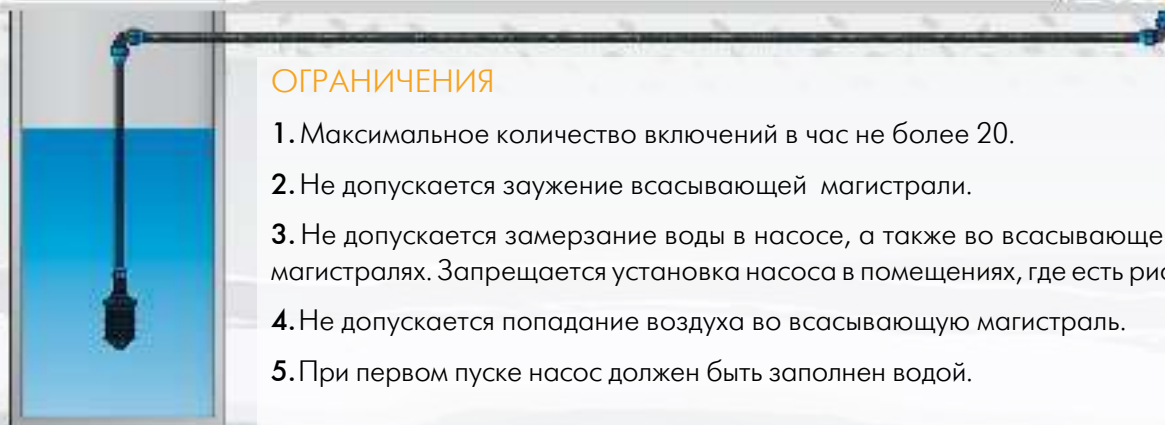 ОГРАНИЧЕНИЯ
1. Максимальное количество включений в час не более 20.
2. Не допускается заужение всасывающей магистрали.
3. Не допускается замерзание воды в насосе, а также во
магистралях. Запрещается установка насоса в помещениях, где есть
4. Не допускается попадание воздуха во всасывающую магистраль.
5. При первом пуске насос должен быть заполнен водой.